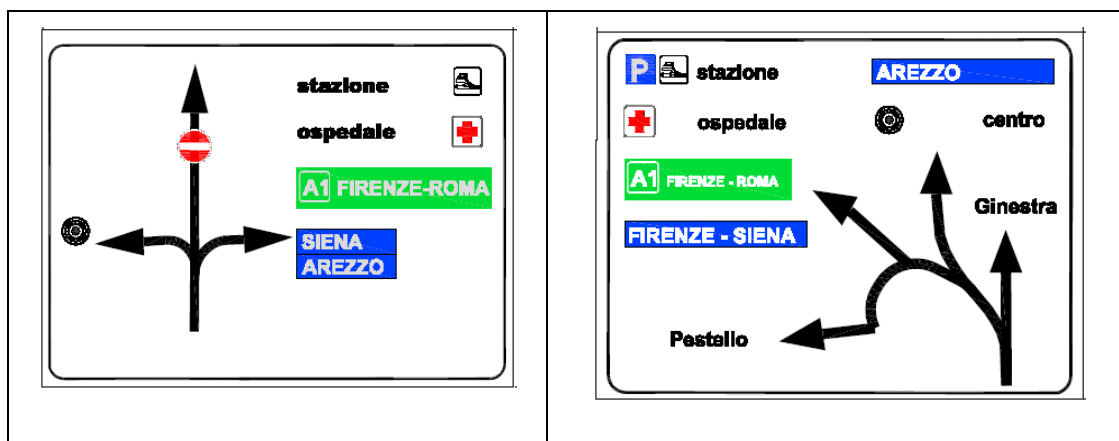 stazione
ospedale
A1 FIRENZE-ROMA
SIENA
AREZZO
P stazione
AREZZO
ospedale
centro
A1 FIRENZE - ROMA
Ginestra
FIRENZE - SIENA
Pestello